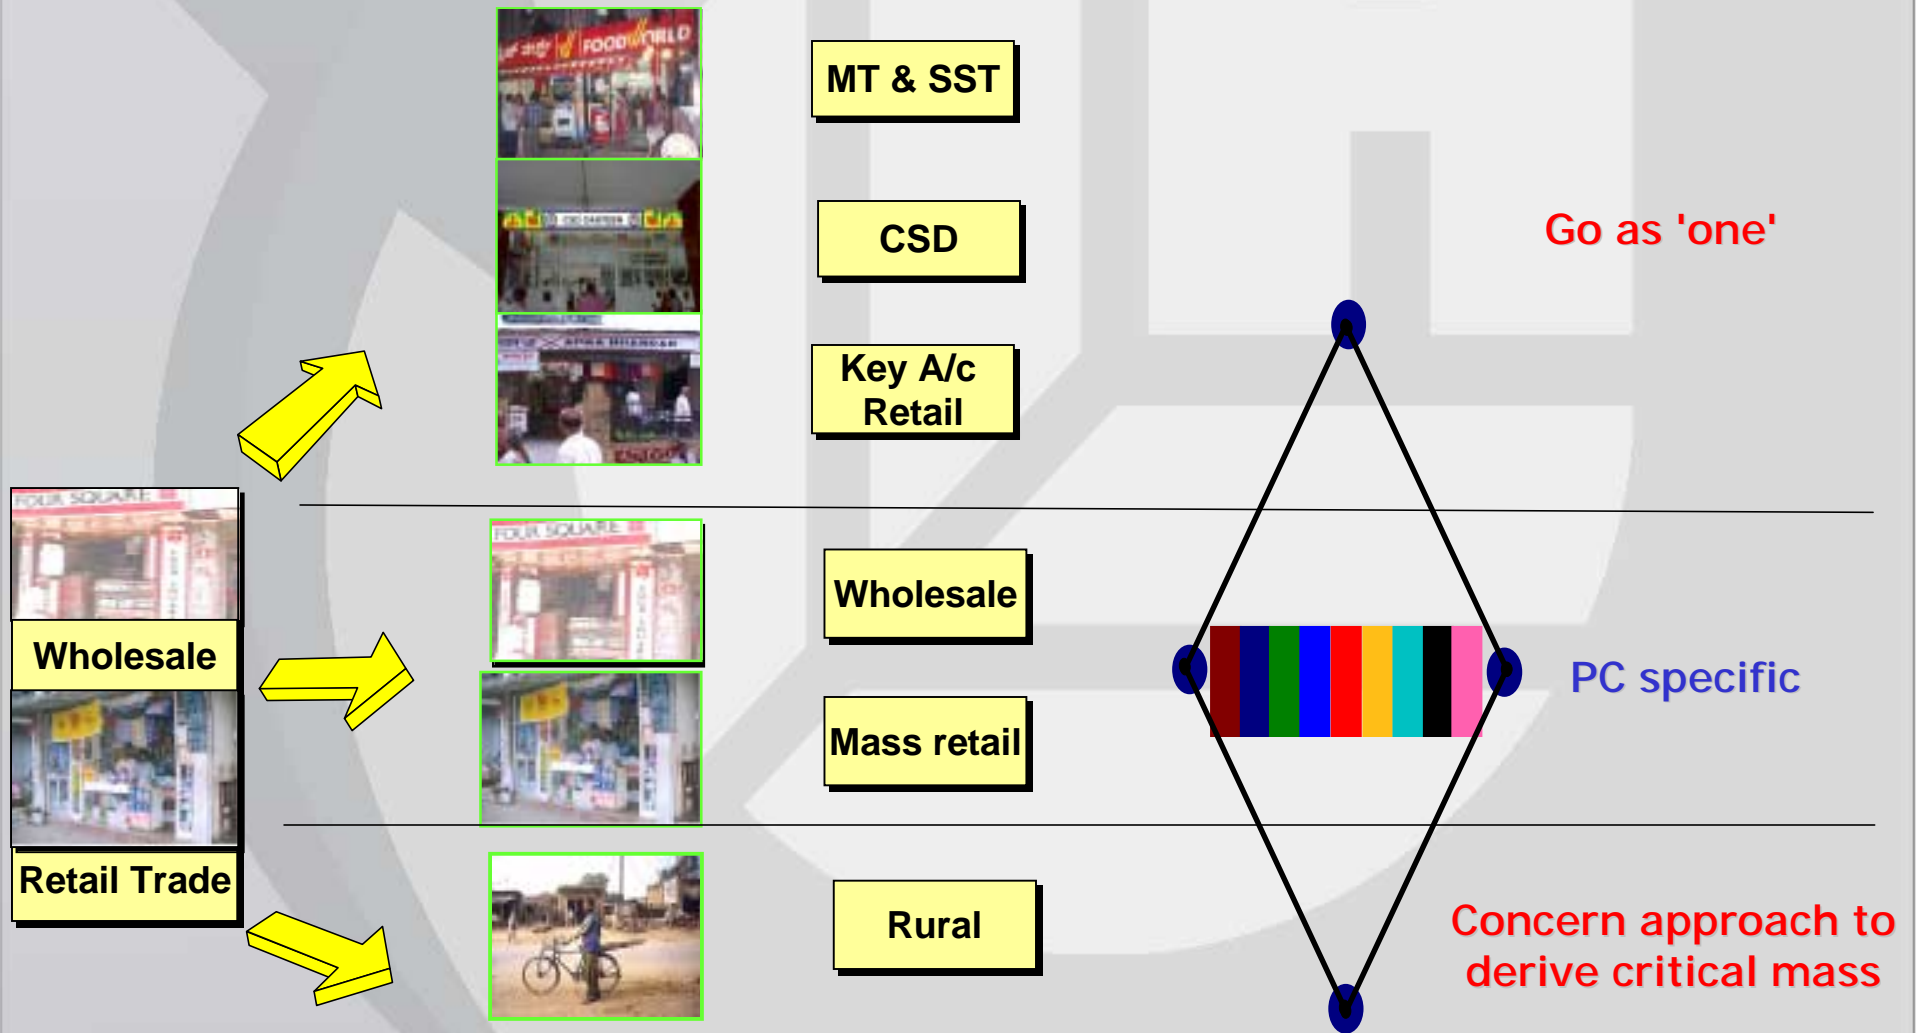 FOODWORLD
MT & SST
CSD
Go as 'one'
Key A/c
Retail
FOUR SQUARE
Wholesale
Retail Trade
FOUR SQUARE
Wholesale
Mass retail
PC specific
Rural
Concern approach to
derive critical mass